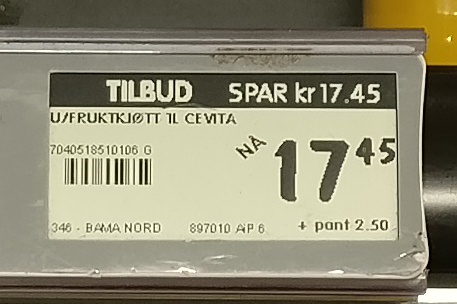 TILBUD SPAR kr 17.45
U/FRUKTKJØTT 1L CEVITA
7040518510106 G
NÅ 17 45
346 - BAMA NORD 897010 AP 6 + pant 2.50